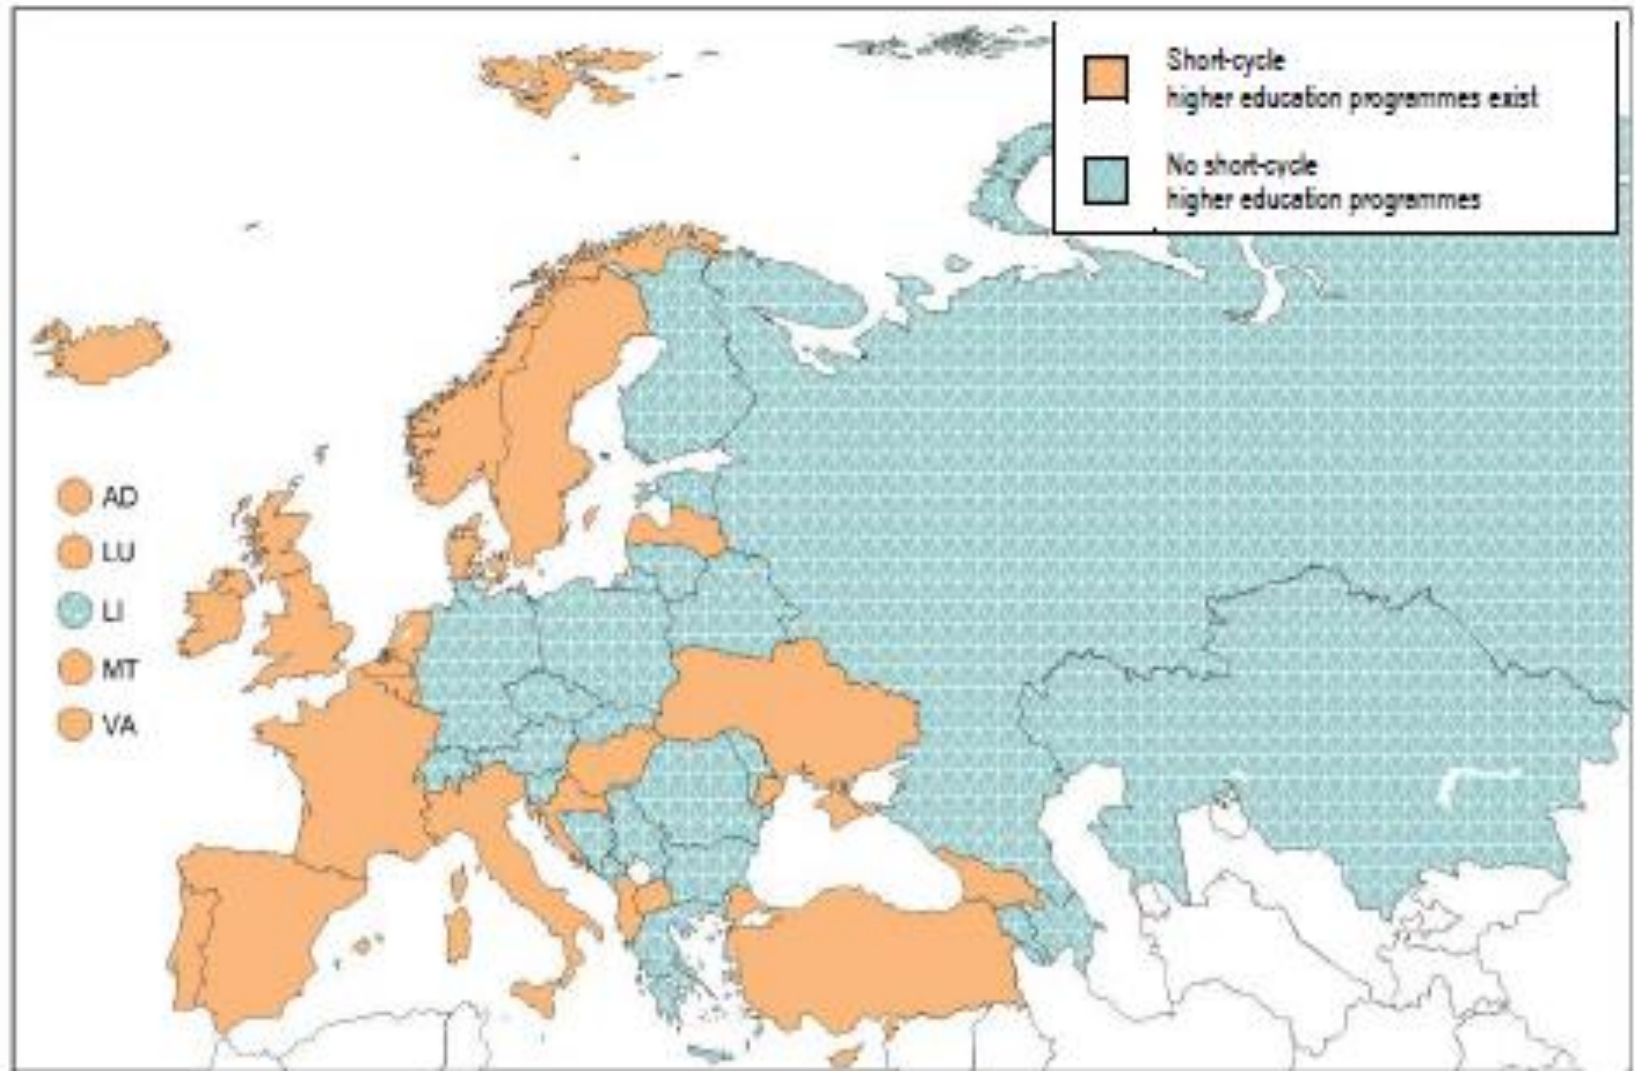 Short-cycle
higher education programmes exist
No short-cycle
higher education programmes
AD
LU
LI
MT
VA